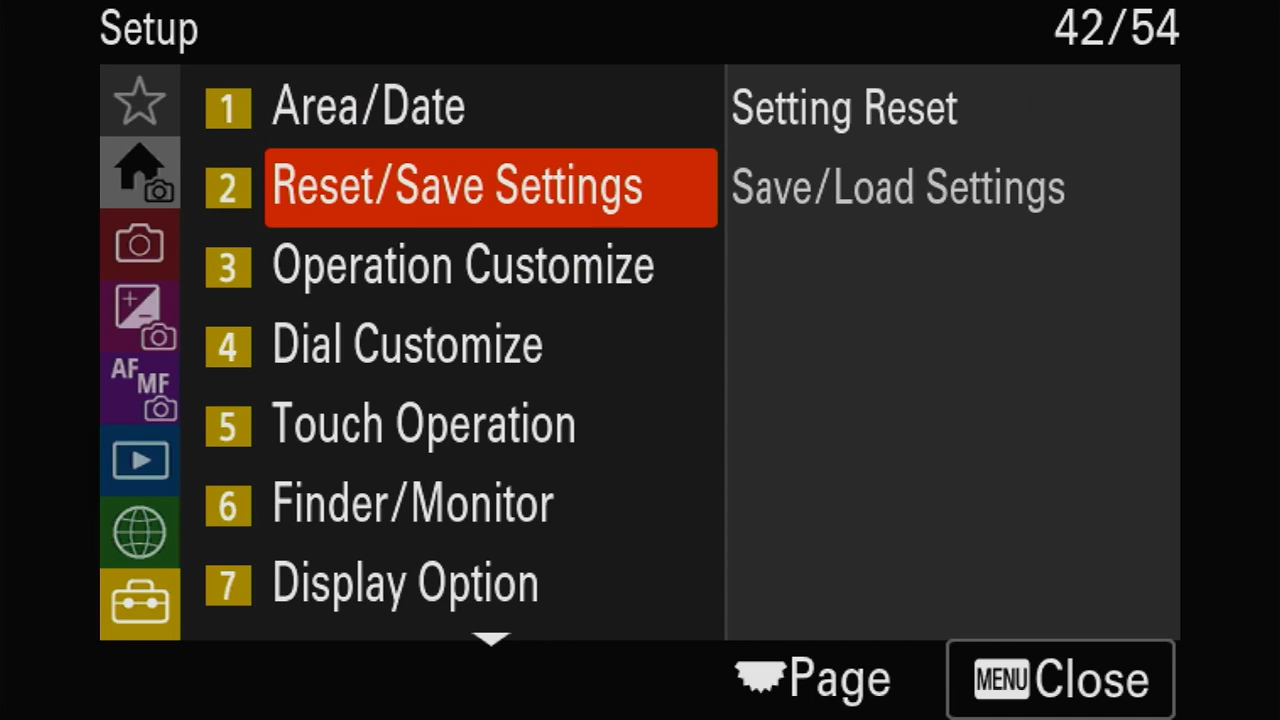 Setup
42/54
1 Area/Date
2 Reset/Save Settings
3 Operation Customize
4 Dial Customize
5 Touch Operation
6 Finder/Monitor
7 Display Option
Setting Reset
Save/Load Settings
AF
MF
Page
MENU Close